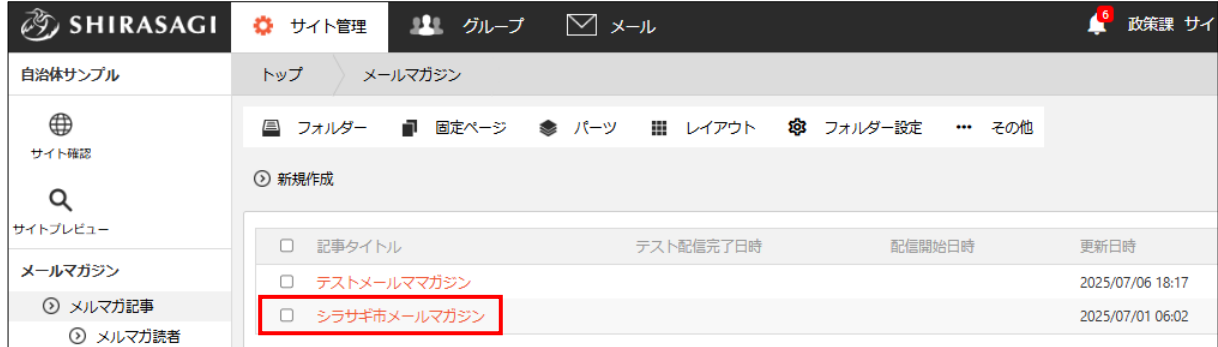 SHIRASAGI サイト管理 グループ メール 6 政策課 サイ
自治体サンプル トップ メールマガジン
サイト確認
フォルダー 固定ページ パーツ レイアウト フォルダー設定 ••• その他
新規作成
サイトプレビュー
記事タイトル テスト配信完了日時 配信開始日時 更新日時
メールマガジン
テストメールママガジン 2025/07/06 18:17
メルマガ記事
シラサギ市メールマガジン 2025/07/01 06:02
メルマガ読者